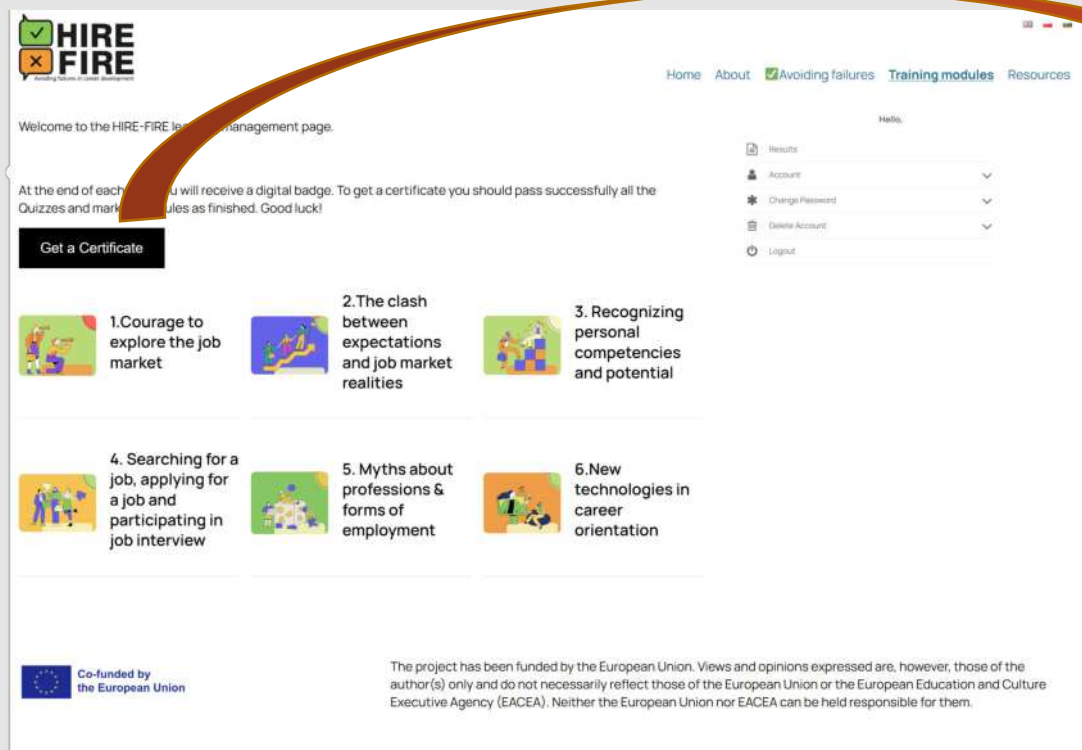 HIRE
FIRE
Avoiding failures in career development
Home About Avoiding failures Training modules Resources
Welcome to the HIRE-FIRE management page.
Hello,
Results
Account
Change Password
Delete Account
Logout
At the end of each will receive a digital badge. To get a certificate you should pass successfully all the
Quizzes and mark as finished. Good luck!
Get a Certificate
1.Courage to
explore the job
market
2.The clash
between
expectations
and job market
realities
3. Recognizing
personal
competencies
and potential
4. Searching for a
job, applying for
a job and
participating in
job interview
5. Myths about
professions &
forms of
employment
6.New
technologies in
career
orientation
Co-funded by
the European Union
The project has been funded by the European Union. Views and opinions expressed are, however, those of the
author(s) only and do not necessarily reflect those of the European Union or the European Education and Culture
Executive Agency (EACEA). Neither the European Union nor EACEA can be held responsible for them.